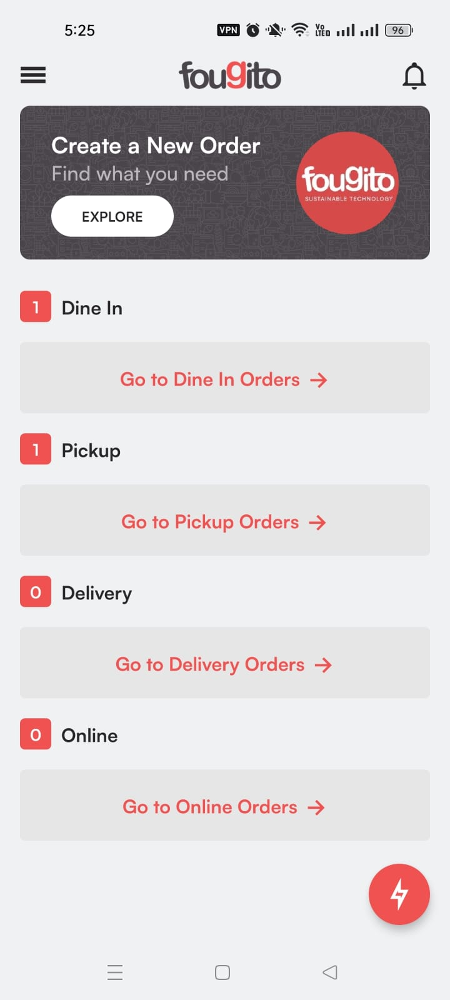 5:25
VPN
Vo
LTED
96
fougito
Create a New Order
Find what you need
EXPLORE
fougito
SUSTAINABLE TECHNOLOGY
1 Dine In
Go to Dine In Orders →
1 Pickup
Go to Pickup Orders →
0 Delivery
Go to Delivery Orders →
0 Online
Go to Online Orders →